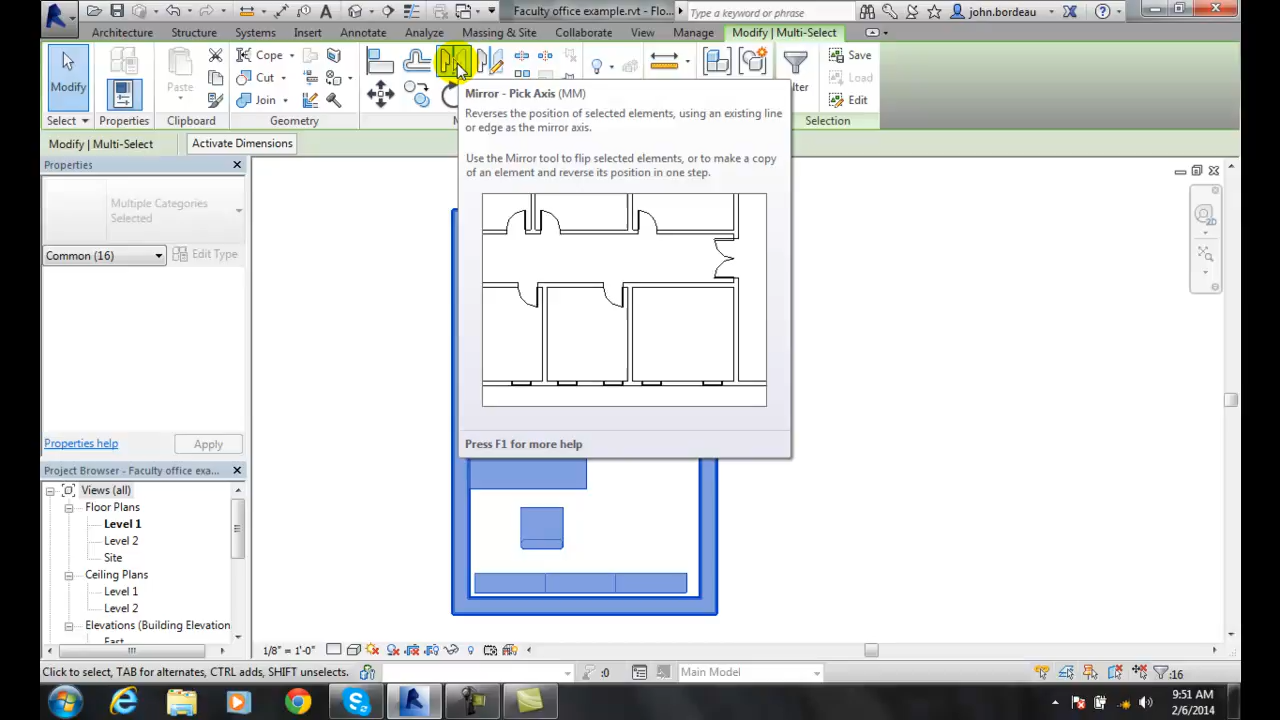 Faculty office example.rvt - Flo...
Type a keyword or phrase
john.bordeau
Architecture Structure Systems Insert Annotate Analyze Massing & Site Collaborate View Manage Modify | Multi-Select
Modify
Paste
Cope
Cut
Join
Save
Load
Edit
Select Properties Clipboard Geometry Selection
Modify | Multi-Select Activate Dimensions
Mirror - Pick Axis (MM)
Reverses the position of selected elements, using an existing line
or edge as the mirror axis.
Use the Mirror tool to flip selected elements, or to make a copy
of an element and reverse its position in one step.
Press F1 for more help
Properties
Multiple Categories
Selected
Common (16) Edit Type
Properties help Apply
Project Browser - Faculty office exa...
Views (all)
Floor Plans
Level 1
Level 2
Site
Ceiling Plans
Level 1
Level 2
Elevations (Building Elevation
East
2D
1/8" = 1'-0"
Click to select, TAB for alternates, CTRL adds, SHIFT unselects.
:0
Main Model
:16
9:51 AM
2/6/2014